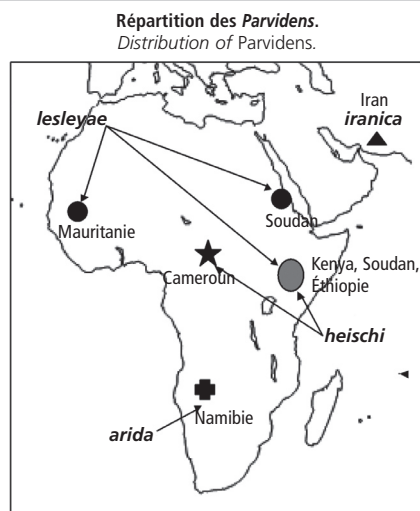 Répartition des Parvidens.
Distribution of Parvidens.
lesleyae
Iran
iranica
Mauritanie
Soudan
Cameroun
Kenya, Soudan,
Éthiopie
heischi
arida
Namibie